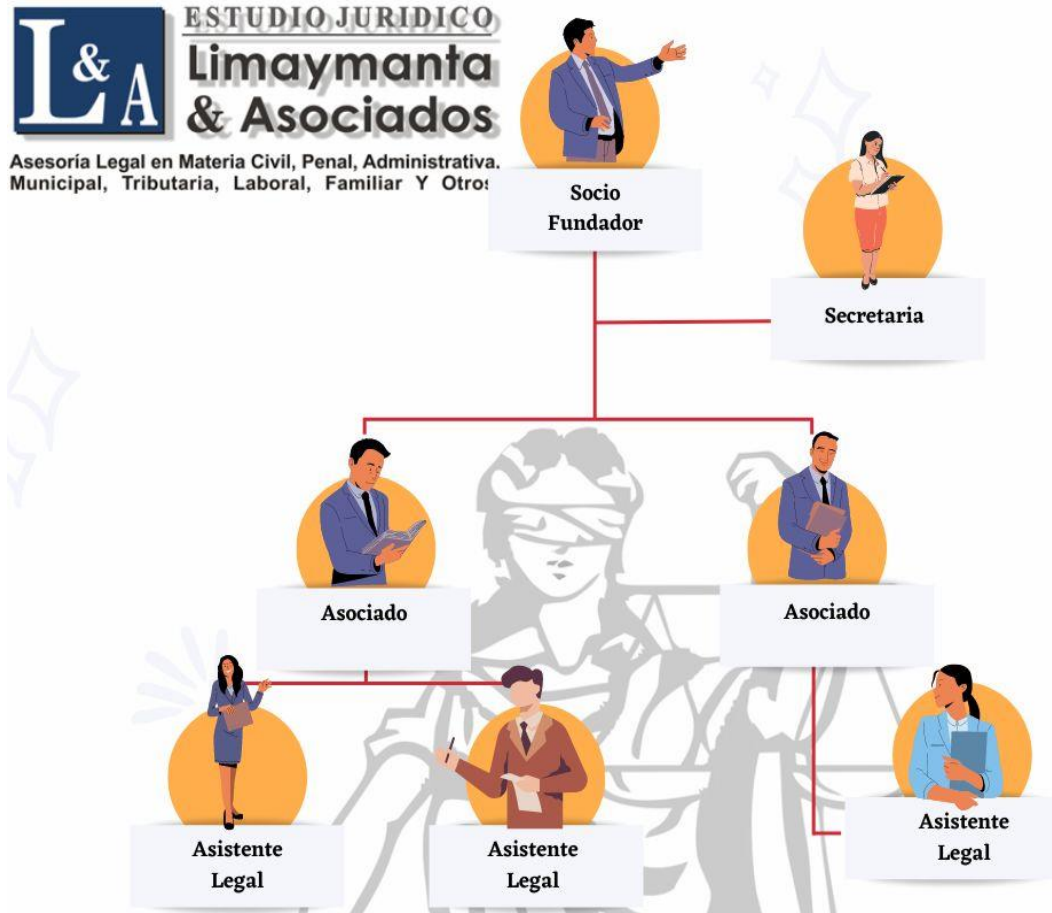 L&A
ESTUDIO JURIDICO
Limaymanta
& Asociados
Asesoría Legal en Materia Civil, Penal, Administrativa.
Municipal, Tributaria, Laboral, Familiar Y Otros
Socio
Fundador
Secretaria
Asociado
Asociado
Asistente
Legal
Asistente
Legal
Asistente
Legal